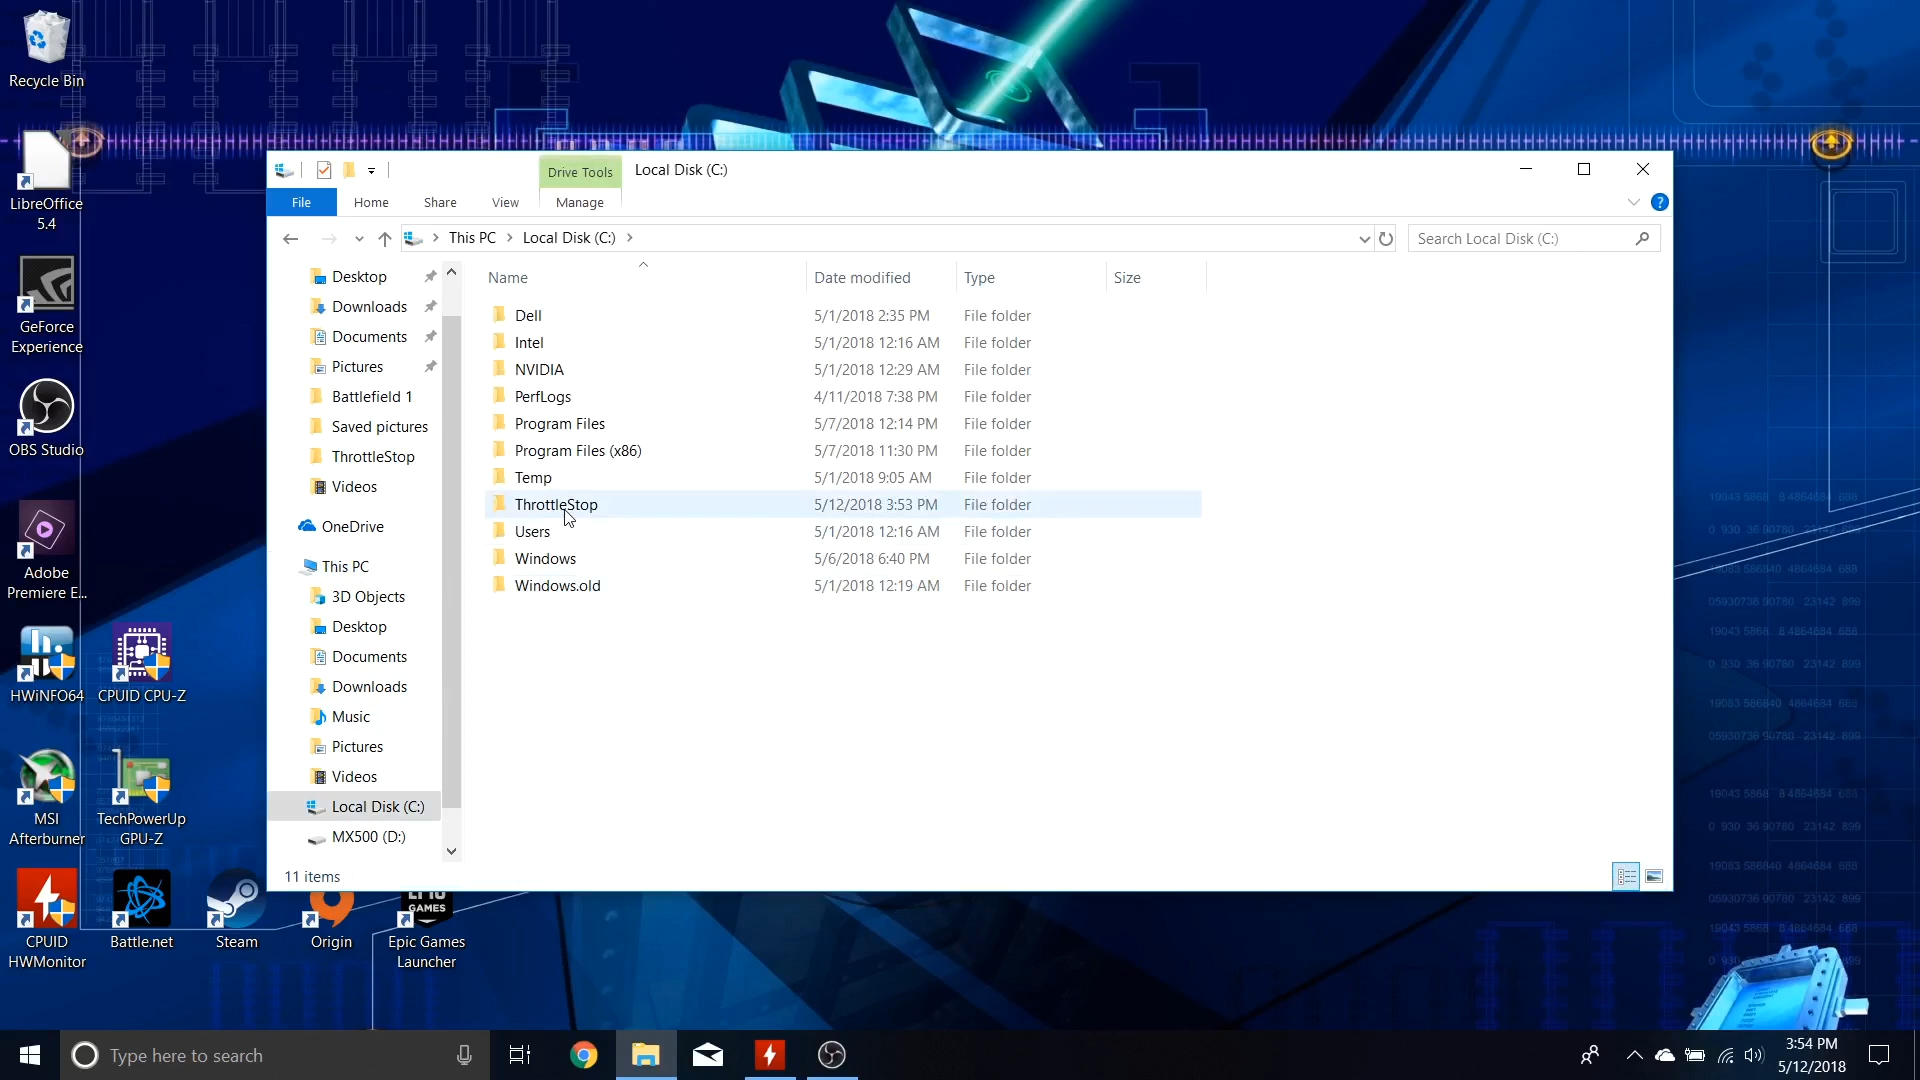 Recycle Bin
LibreOffice
5.4
GeForce
Experience
OBS Studio
Adobe
Premiere E...
HWiNFO64
CPUID CPU-Z
MSI
Afterburner
TechPowerUp
GPU-Z
CPUID
HWMonitor
Battle.net
Steam
Origin
EPIC
GAMES
Epic Games
Launcher
Drive Tools
Local Disk (C:)
File
Home
Share
View
Manage
?
This PC
Local Disk (C:)
Search Local Disk (C:)
Desktop
Downloads
Documents
Pictures
Battlefield 1
Saved pictures
ThrottleStop
Videos
OneDrive
This PC
3D Objects
Desktop
Documents
Downloads
Music
Pictures
Videos
Local Disk (C:)
MX500 (D:)
Name Date modified Type Size
Dell 5/1/2018 2:35 PM File folder
Intel 5/1/2018 12:16 AM File folder
NVIDIA 5/1/2018 12:29 AM File folder
PerfLogs 4/11/2018 7:38 PM File folder
Program Files 5/7/2018 12:14 PM File folder
Program Files (x86) 5/7/2018 11:30 PM File folder
Temp 5/1/2018 9:05 AM File folder
ThrottleStop 5/12/2018 3:53 PM File folder
Users 5/1/2018 12:16 AM File folder
Windows 5/6/2018 6:40 PM File folder
Windows.old 5/1/2018 12:19 AM File folder
11 items
Type here to search
3:54 PM
5/12/2018